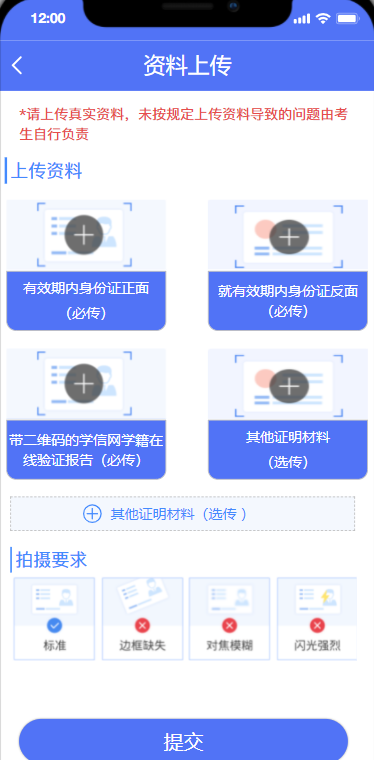 12:00
资料上传
*请上传真实资料，未按规定上传资料导致的问题由考
生自行负责
上传资料
有效期内身份证正面
（必传）
就有效期内身份证反面
（必传）
带二维码的学信网学籍在
线验证报告（必传）
其他证明材料
（选传）
其他证明材料（选传 ）
拍摄要求
标准
边框缺失
对焦模糊
闪光强烈
提交